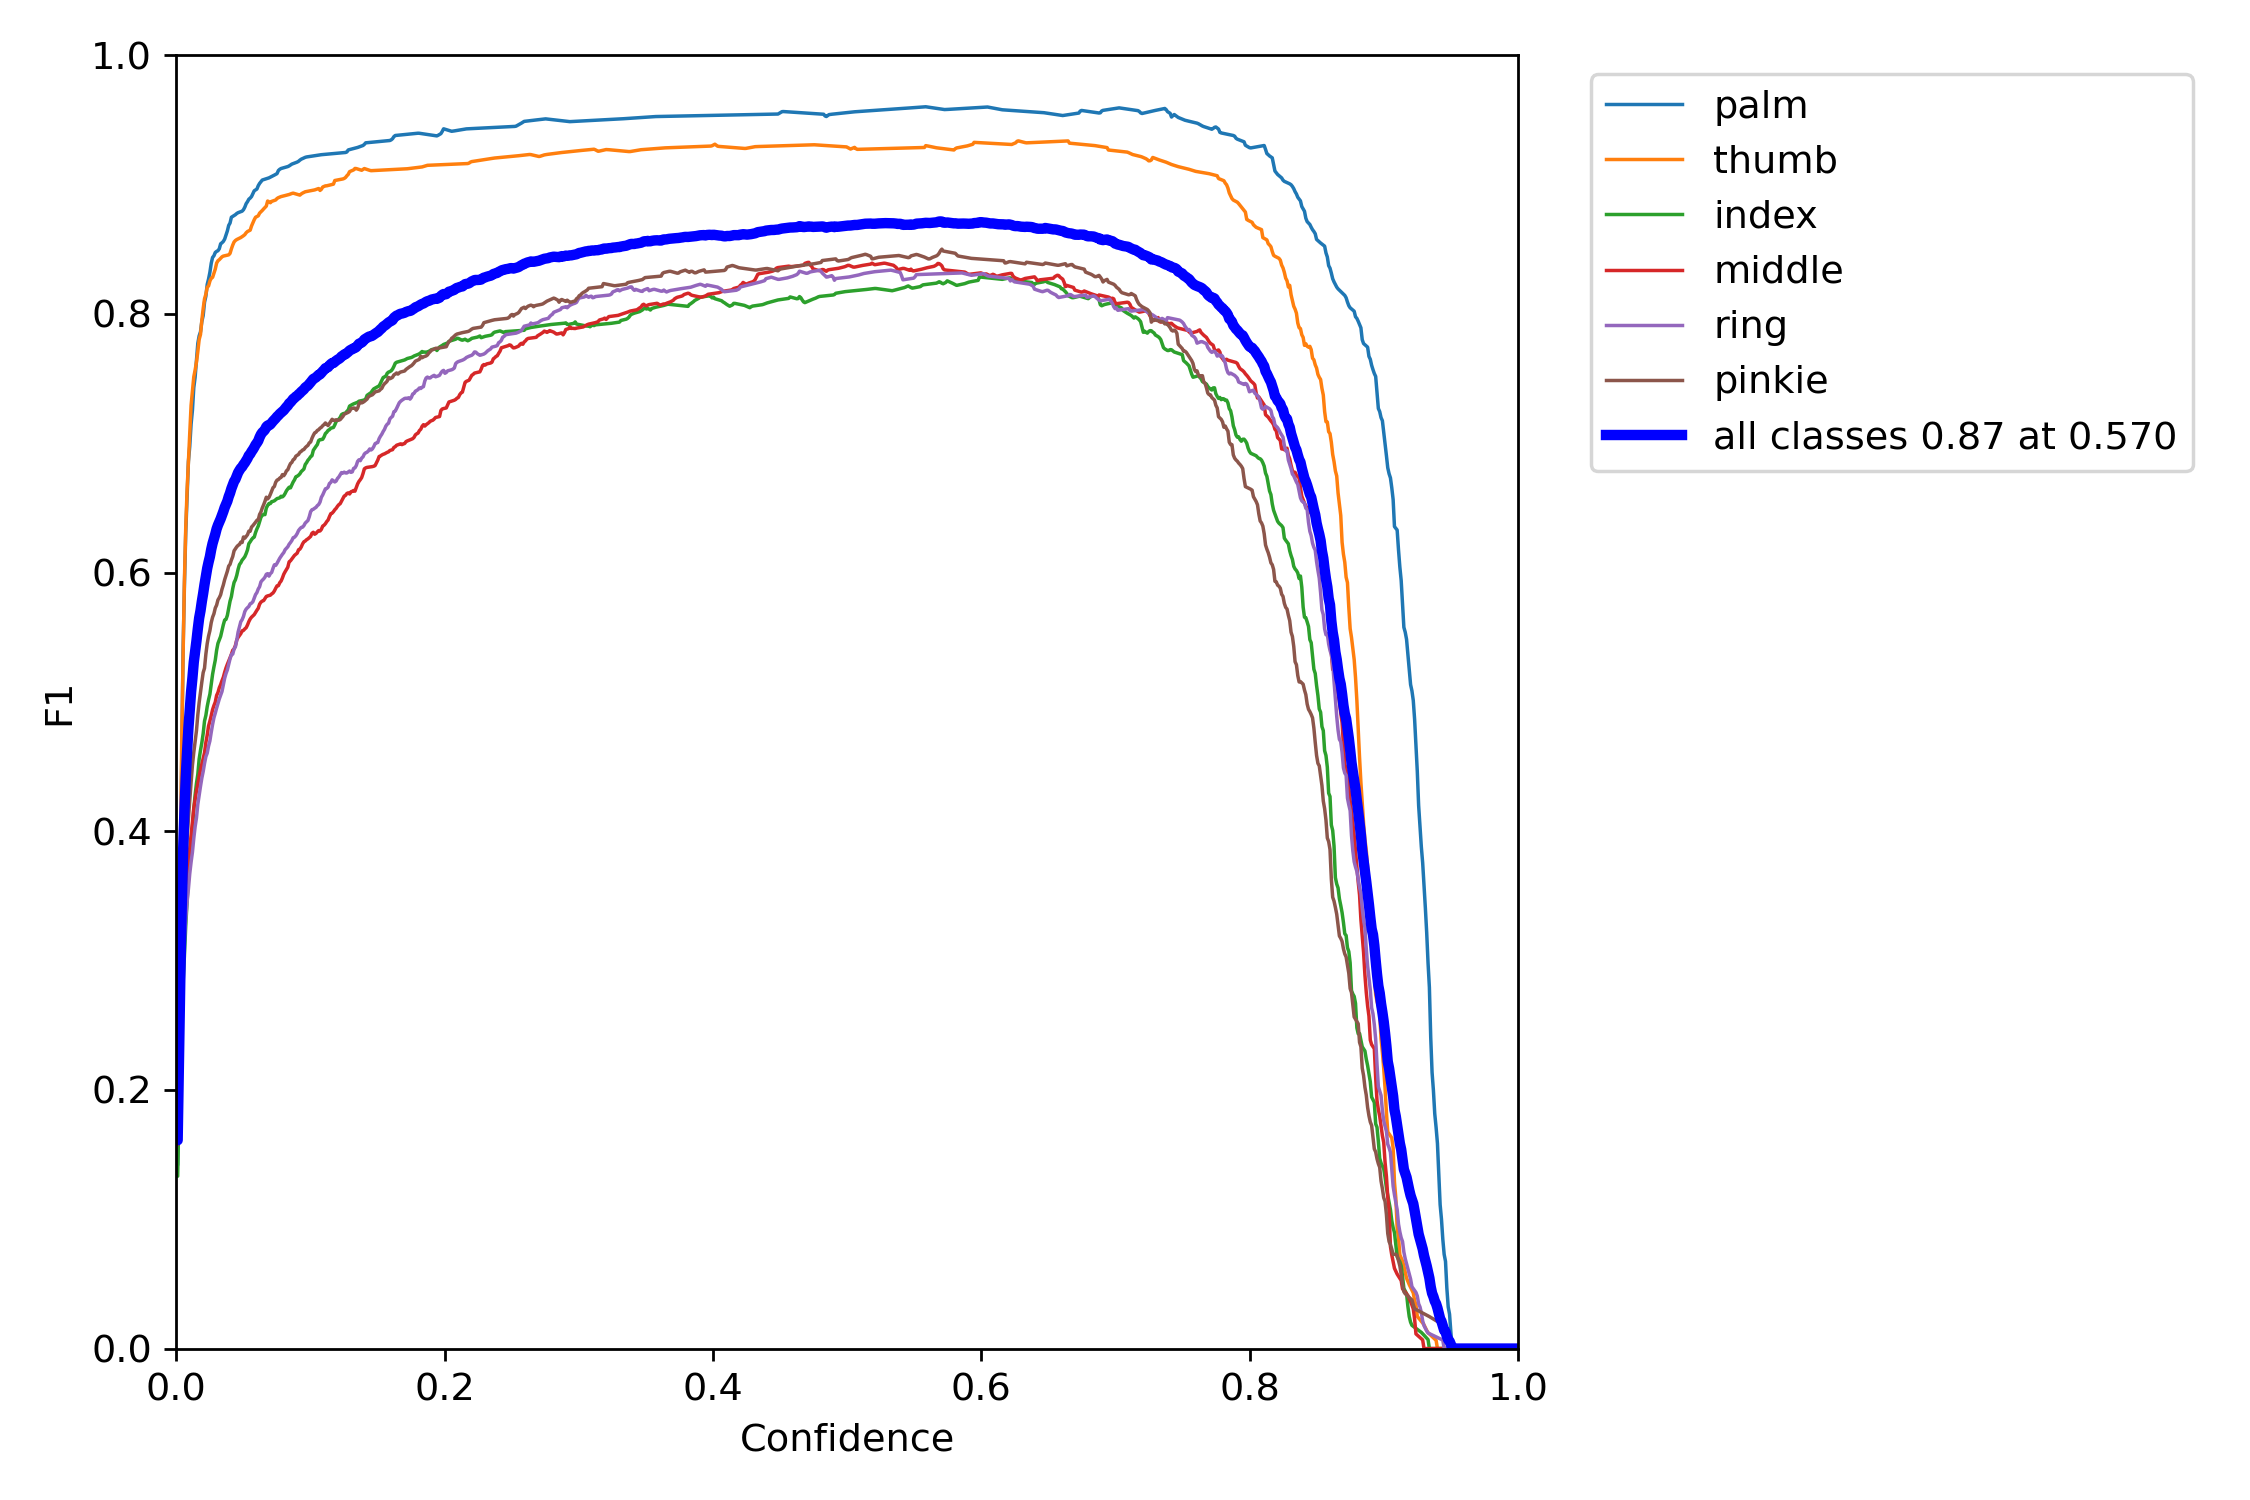 1.0
0.8
0.6
0.4
0.2
0.0
F1
0.0 0.2 0.4 0.6 0.8 1.0
Confidence
palm
thumb
index
middle
ring
pinkie
all classes 0.87 at 0.570